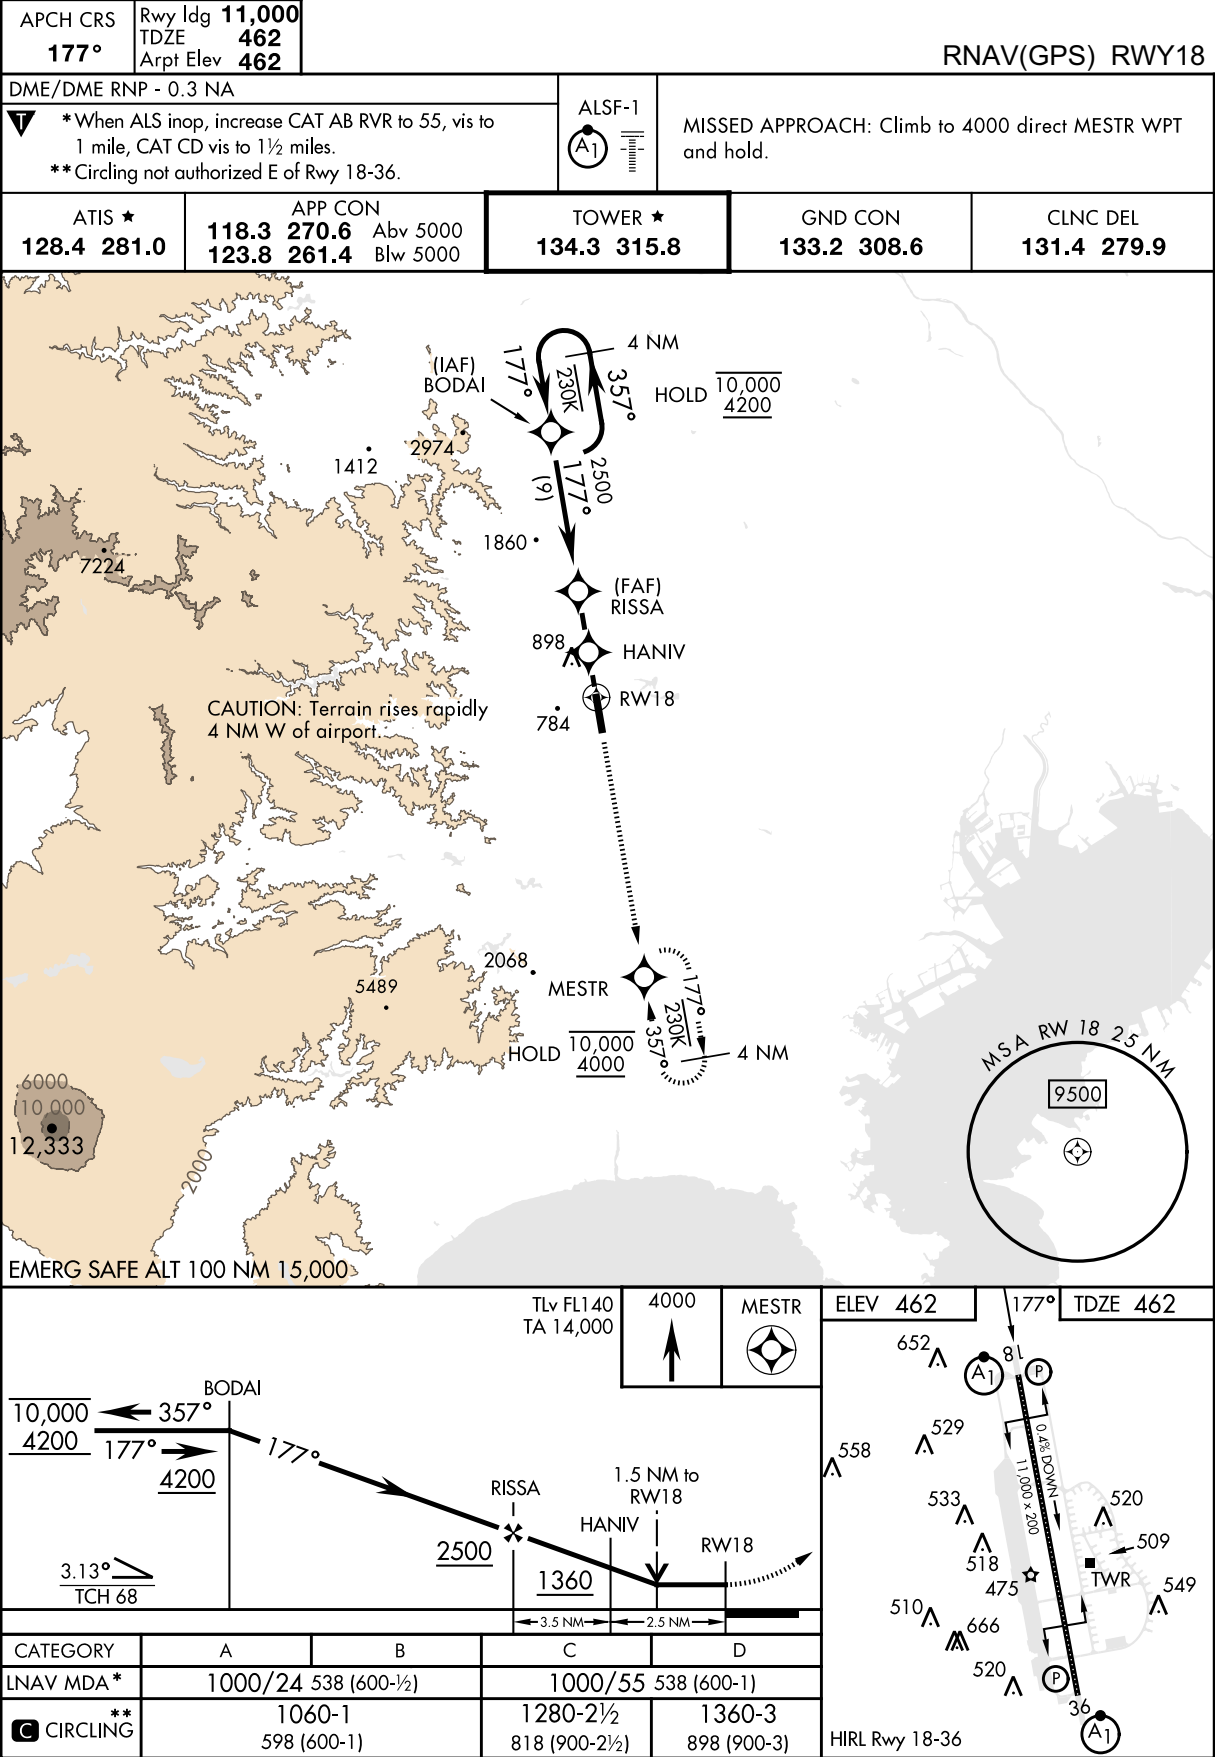 APCH CRS
177°
Rwy ldg 11,000
TDZE 462
Arpt Elev 462
RNAV(GPS) RWY18
DME/DME RNP - 0.3 NA
T
*When ALS inop, increase CAT AB RVR to 55, vis to
1 mile, CAT CD vis to 1½ miles.
**Circling not authorized E of Rwy 18-36.
ALSF-1
A1
MISSED APPROACH: Climb to 4000 direct MESTR WPT
and hold.
ATIS ★
128.4 281.0
APP CON
118.3 270.6 Abv 5000
123.8 261.4 Blw 5000
TOWER ★
134.3 315.8
GND CON
133.2 308.6
CLNC DEL
131.4 279.9
4 NM
(IAF)
BODAI
177°
230K
357°
HOLD 10,000
4200
2974
1412
2500
177°
(9)
1860
7224
(FAF)
RISSA
898
HANIV
RW18
784
CAUTION: Terrain rises rapidly
4 NM W of airport.
2068
MESTR
5489
177°
230K
357°
HOLD 10,000
4000
4 NM
MSA RW 18 25 NM
9500
6000
10 000
12,333
2000
EMERG SAFE ALT 100 NM 15,000
TLv FL140
TA 14,000
4000
MESTR
BODAI
10,000
4200
357°
177°
4200
177°
RISSA
1.5 NM to
RW18
HANIV
RW18
2500
1360
3.13°
TCH 68
3.5 NM
2.5 NM
ELEV 462
177°
TDZE 462
652
A1
18
P
529
558
0.4% DOWN
11,000 x 200
533
520
518
509
TWR
475
549
510
666
520
P
36
A1
HIRL Rwy 18-36
CATEGORY A B C D
LNAV MDA* 1000/24 538 (600-½) 1000/55 538 (600-1)
C CIRCLING ** 1060-1 1280-2½ 1360-3
598 (600-1) 818 (900-2½) 898 (900-3)